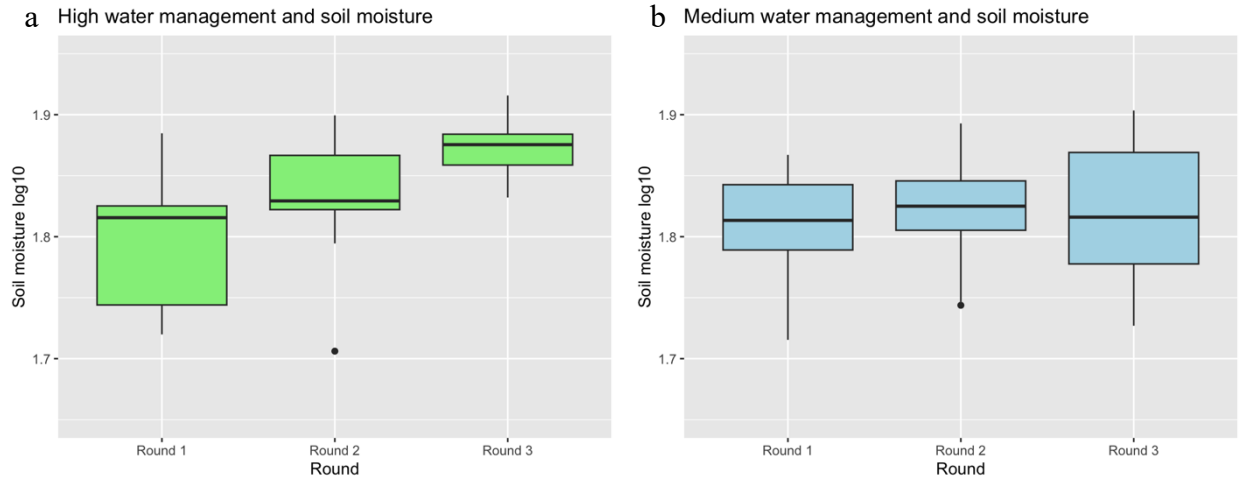 a High water management and soil moisture
Soil moisture log10
1.9
1.8
1.7
Round 1 Round 2 Round 3
Round
b Medium water management and soil moisture
Soil moisture log10
1.9
1.8
1.7
Round 1 Round 2 Round 3
Round